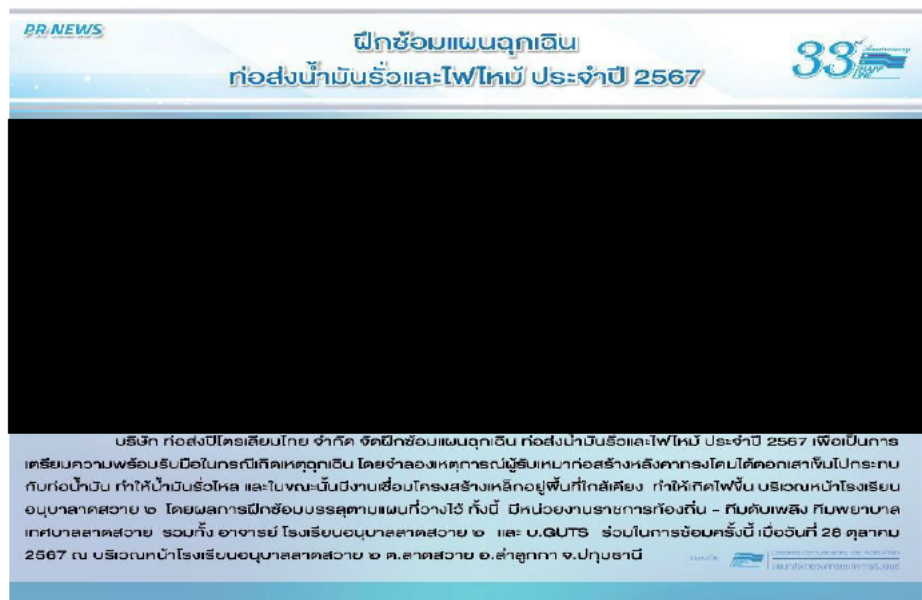 PR NEWS
ฝึกซ้อมแผนฉุกเฉิน
ท่อส่งน้ำมันรั่วและไฟไหม้ ประจำปี 2567
33rd Anniversary
THAPPLINE
บริษัท ท่อส่งปิโตรเลียมไทย จำกัด จัดฝึกซ้อมแผนฉุกเฉิน ท่อส่งน้ำมันรั่วและไฟไหม้ ประจำปี 2567 เพื่อเป็นการ
เตรียมความพร้อมรับมือในกรณีเกิดเหตุฉุกเฉิน โดยจำลองเหตุการณ์ผู้รับเหมาก่อสร้างหลังคาทรงโดมได้ตอกเสาเข็มไปกระทบ
กับท่อน้ำมัน ทำให้น้ำมันรั่วไหล และในขณะนั้นมีงานเชื่อมโครงสร้างเหล็กอยู่พื้นที่ใกล้เคียง ทำให้เกิดไฟขึ้น บริเวณหน้าโรงเรียน
อนุบาลลาดสวาย ๒ โดยผลการฝึกซ้อมบรรลุตามแผนที่วางไว้ ทั้งนี้ มีหน่วยงานราชการท้องถิ่น - ทีมดับเพลิง ทีมพยาบาล
เทศบาลลาดสวาย รวมทั้ง อาจารย์ โรงเรียนอนุบาลลาดสวาย ๒ และ บ.GUTS ร่วมในการซ้อมครั้งนี้ เมื่อวันที่ 28 ตุลาคม
2567 ณ บริเวณหน้าโรงเรียนอนุบาลลาดสวาย ๒ ต.ลาดสวาย อ.ลำลูกกา จ.ปทุมธานี